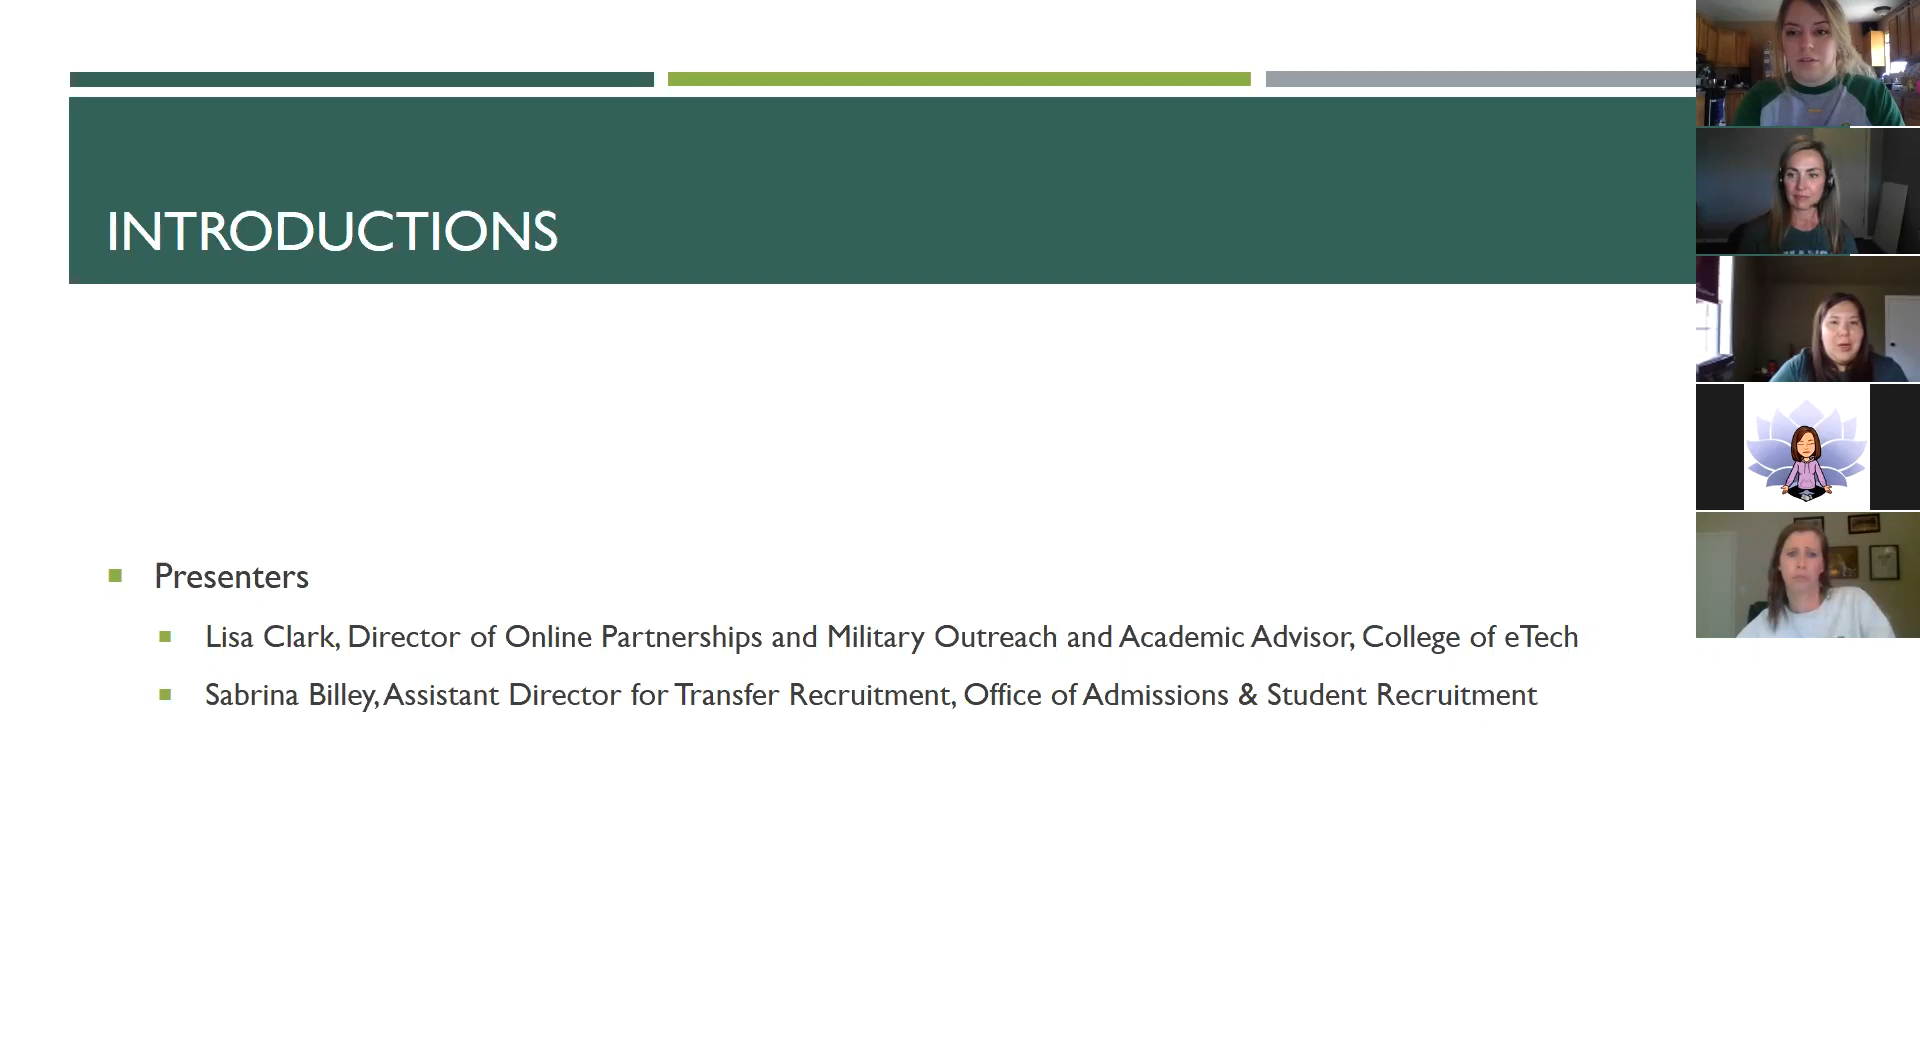 INTRODUCTIONS
Presenters
Lisa Clark, Director of Online Partnerships and Military Outreach and Academic Advisor, College of eTech
Sabrina Billey, Assistant Director for Transfer Recruitment, Office of Admissions & Student Recruitment